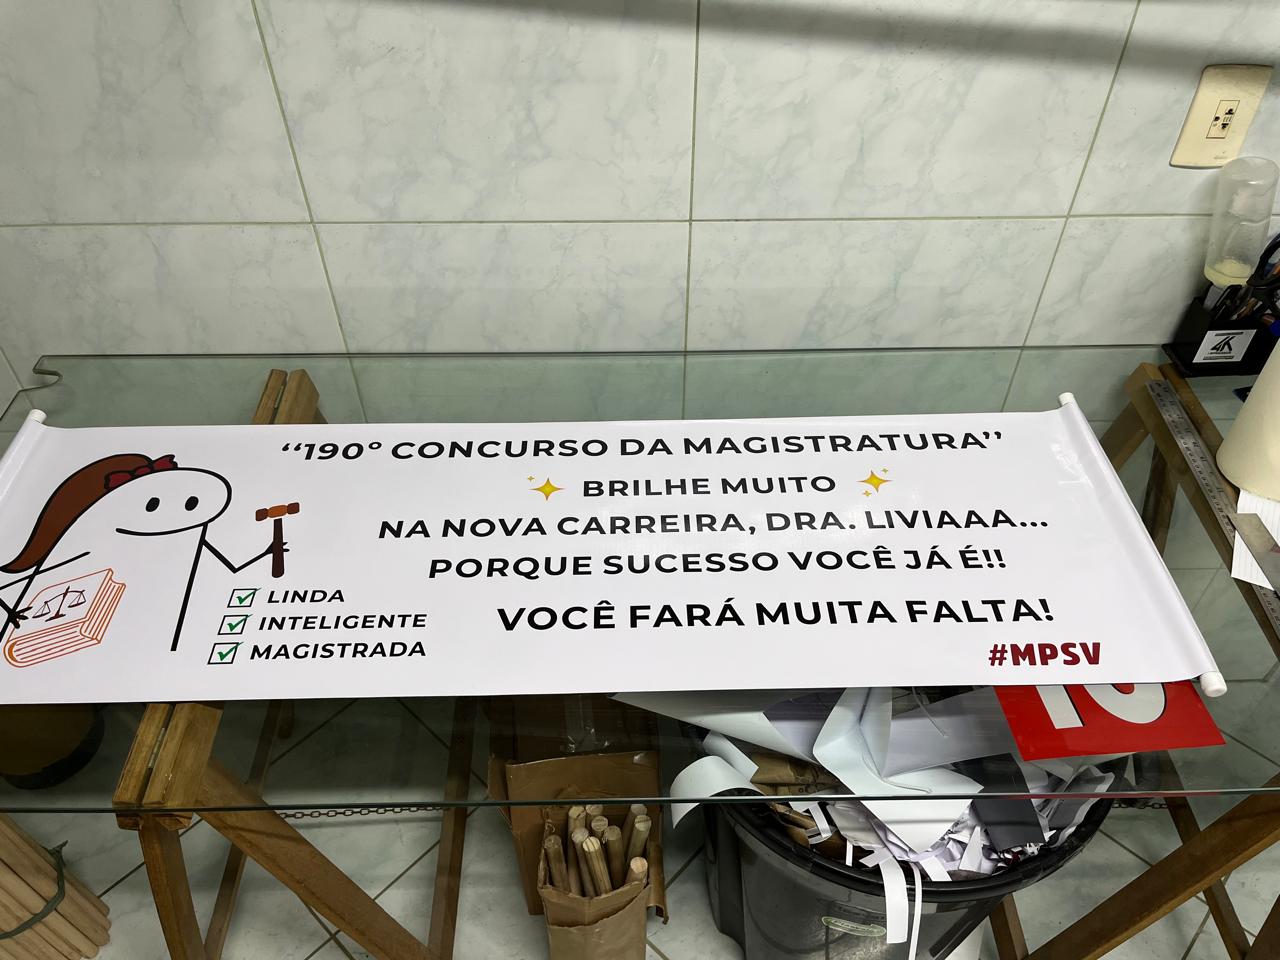 “190º CONCURSO DA MAGISTRATURA”
BRILHE MUITO
NA NOVA CARREIRA, DRA. LIVIAAA...
PORQUE SUCESSO VOCÊ JÁ É!!
VOCÊ FARÁ MUITA FALTA!
LINDA
INTELIGENTE
MAGISTRADA
#MPSV